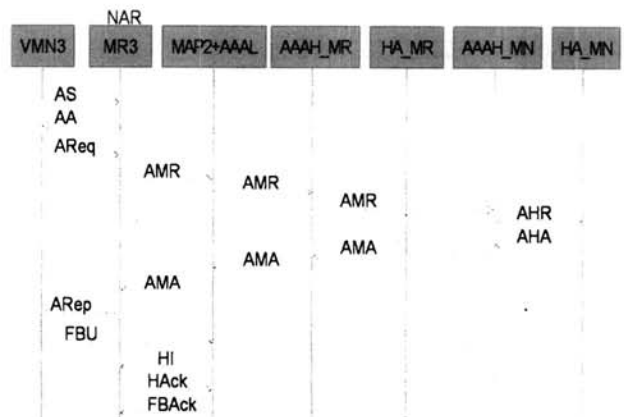 NAR
VMN3 MR3 MAP2+AAAL AAAH_MR HA_MR AAAH_MN HA_MN
AS
AA
AReq
AMR
AMR
AMR
AHR
AHA
AMA
AMA
AMA
ARep
FBU
HI
HAck
FBAck